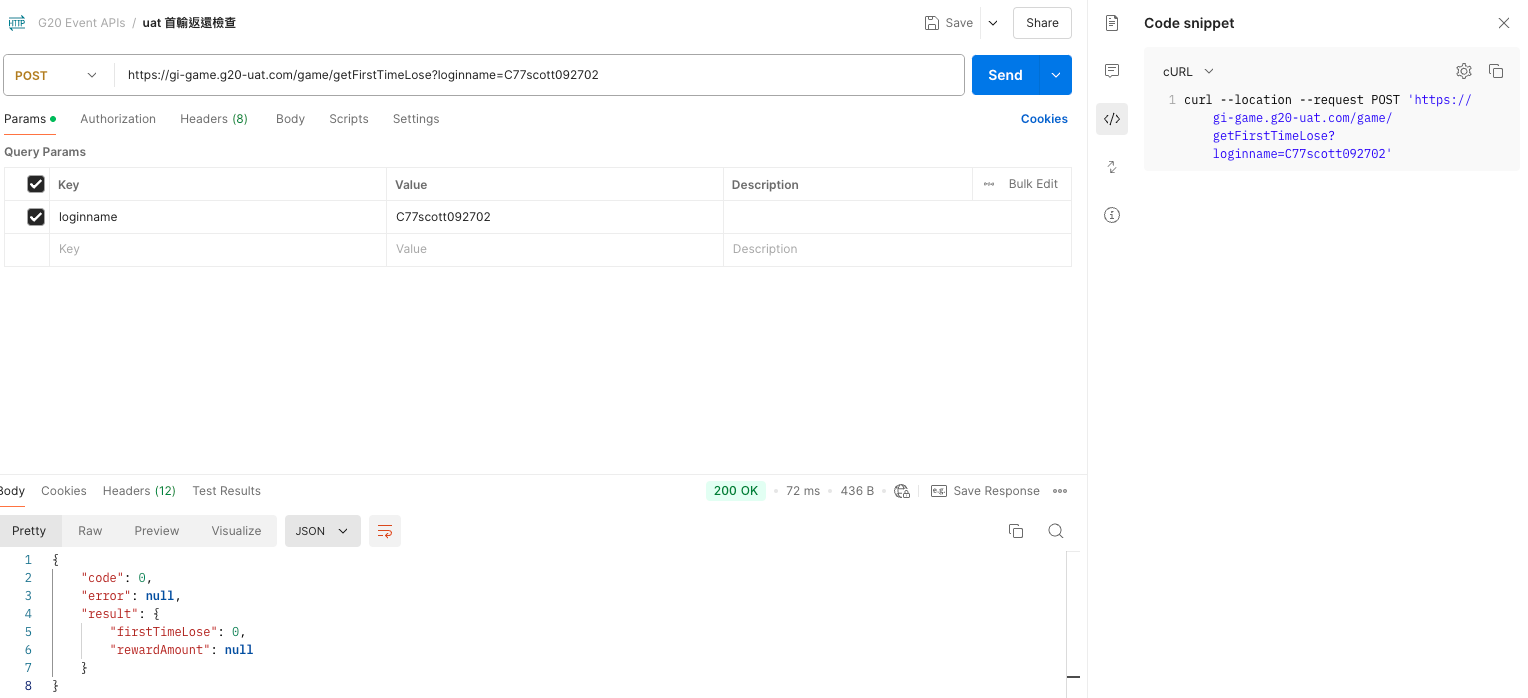 HTTP G20 Event APIs / uat 首輸返還檢查 Save Share
POST https://gi-game.g20-uat.com/game/getFirstTimeLose?loginname=C77scott092702 Send
Params Authorization Headers (8) Body Scripts Settings Cookies
Query Params
Key Value Description Bulk Edit
loginname C77scott092702
Key Value Description
Body Cookies Headers (12) Test Results 200 OK 72 ms 436 B e.g. Save Response
Pretty Raw Preview Visualize JSON
1 {
2 "code": 0,
3 "error": null,
4 "result": {
5 "firstTimeLose": 0,
6 "rewardAmount": null
7 }
8 }
Code snippet
cURL
1 curl --location --request POST 'https://
gi-game.g20-uat.com/game/
getFirstTimeLose?
loginname=C77scott092702'